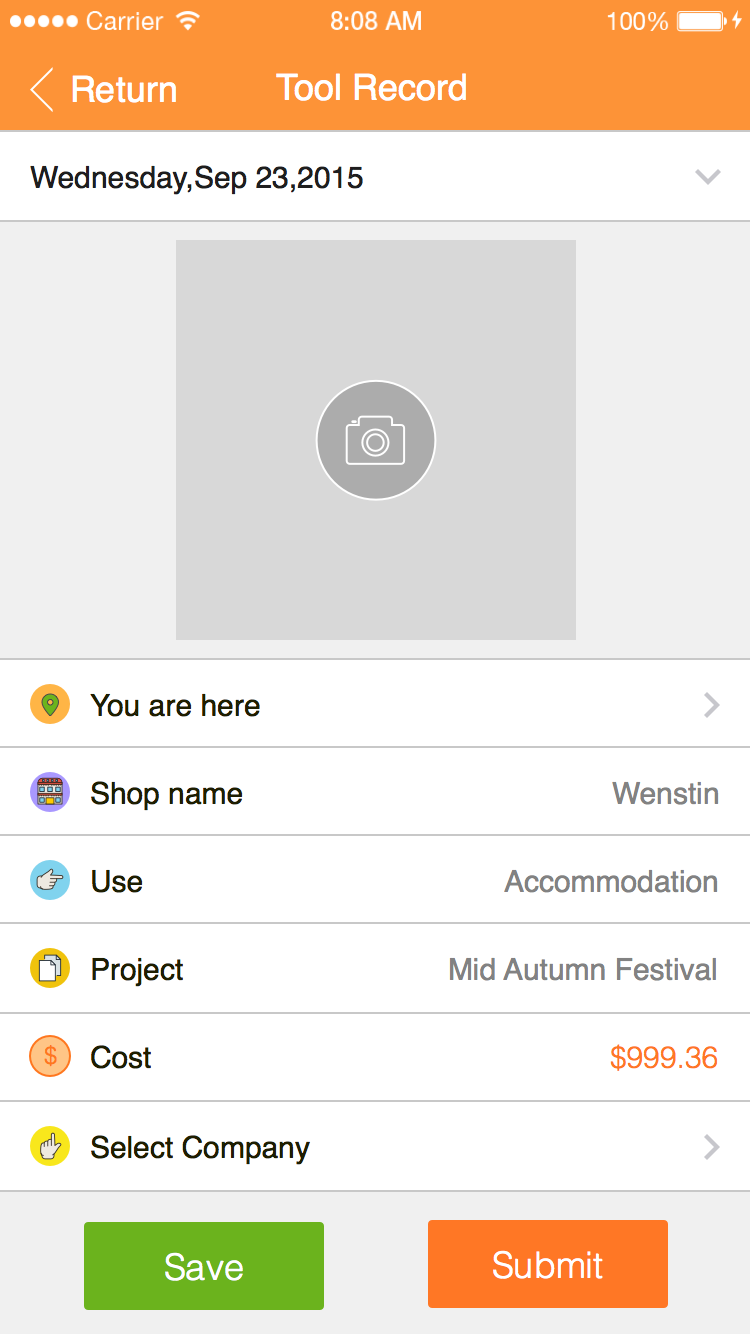 Carrier 8:08 AM 100%
Return Tool Record
Wednesday,Sep 23,2015
You are here
Shop name Wenstin
Use Accommodation
Project Mid Autumn Festival
$ Cost $999.36
Select Company
Save Submit